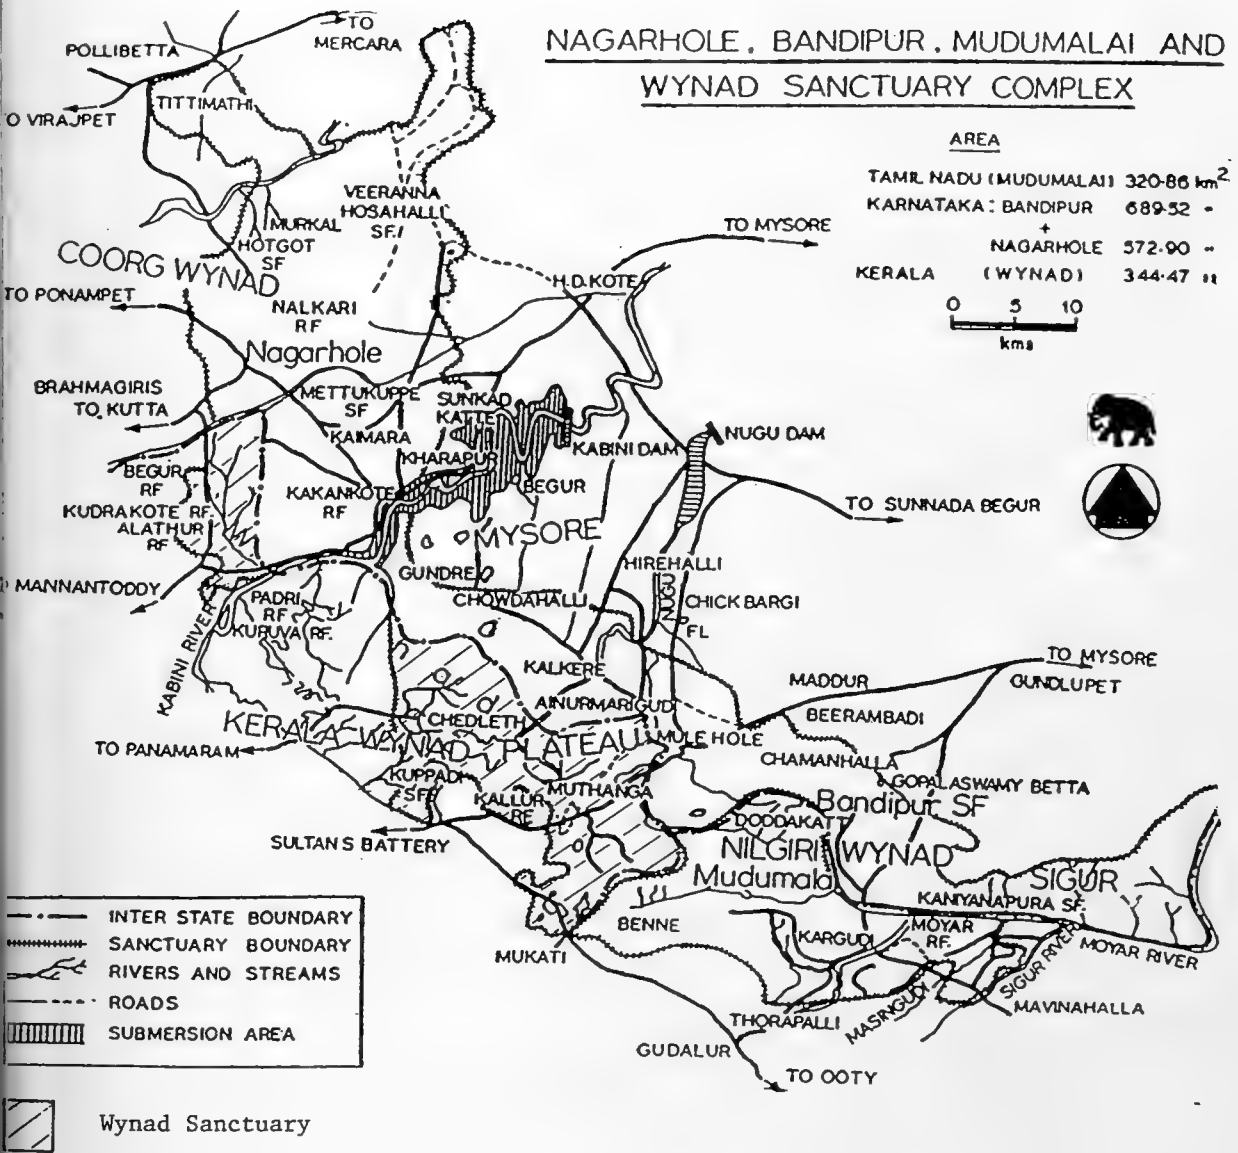 NAGARHOLE, BANDIPUR, MUDUMALAI AND
WYNAD SANCTUARY COMPLEX
AREA
TAMIL NADU (MUDUMALAI) 320·86 km2
KARNATAKA: BANDIPUR 689·52 "
+
NAGARHOLE 572·90 "
KERALA (WYNAD) 344·47 "
0 5 10
kms
TO
MERCARA
POLLIBETTA
TITTIMATHI
O VIRAJPET
VEERANNA
HOSAHALLI
SF.
MURKAL
HOTGOT
SF
COORG WYNAD
TO MYSORE
H.D.KOTE
TO PONAMPET
NALKARI
RF
Nagarhole
BRAHMAGIRIS
TO KUTTA
METTUKUPPE
SF
SUNKAD
KATTE
KAIMARA
KHARAPUR
KABINI DAM
NUGU DAM
BEGUR
RF
KAKANKOTE
RF
BEGUR
TO SUNNADA BEGUR
KUDRAKOTE RF.
ALATHUR
RF
MYSORE
GUNDRE
HIREHALLI
MANNANTODDY
PADRI
RF
KURUVA RF.
CHOWDAHALLI
NUGU
CHICK BARGI
FL
KABINI RIVER
KALKERE
TO MYSORE
GUNDLUPET
MADDUR
AINURMARIGUDI
BEERAMBADI
CHEDLETH
KERALA-WYNAD PLATEAU
MULE HOLE
TO PANAMARAM
CHAMANHALLA
KUPPADI
SF
KALLUR
RF
MUTHANGA
GOPALASWAMY BETTA
Bandipur SF
DODDAKATT
SULTANS BATTERY
NILGIRI WYNAD
Mudumalai
SIGUR
KANIYANAPURA SF.
BENNE
KARGUDI
MOYAR
RF.
MOYAR RIVER
MUKATI
SIGUR RIVER
MASINGUDI
MAVINAHALLA
THORAPALLI
GUDALUR
TO OOTY
INTER STATE BOUNDARY
SANCTUARY BOUNDARY
RIVERS AND STREAMS
ROADS
SUBMERSION AREA
Wynad Sanctuary